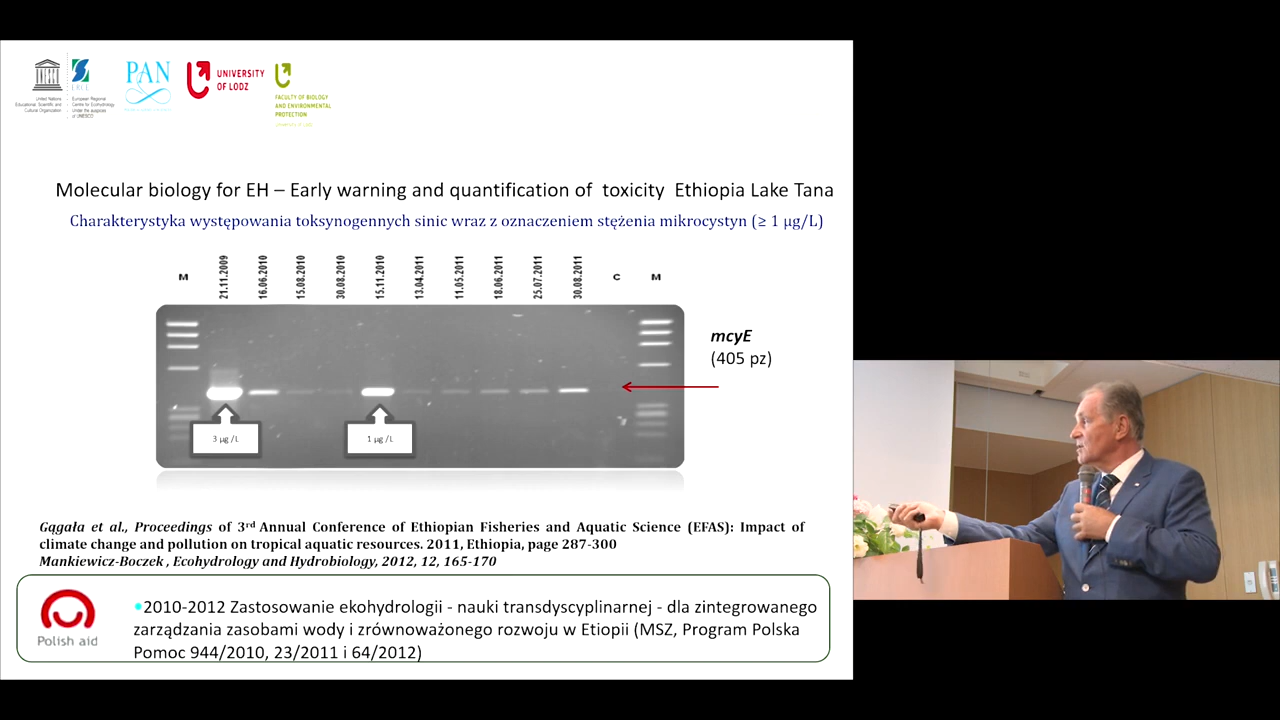 PAN
UNIVERSITY
OF LODZ
United Nations
Educational, Scientific and
Cultural Organization
European Regional
Centre for Ecohydrology
under the auspices
of UNESCO
FACULTY OF BIOLOGY
AND ENVIRONMENTAL
PROTECTION
University of Lodz
Molecular biology for EH – Early warning and quantification of toxicity Ethiopia Lake Tana
Charakterystyka występowania toksynogennych sinic wraz z oznaczeniem stężenia mikrocystyn (≥ 1 µg/L)
M 21.11.2009 16.06.2010 15.08.2010 30.08.2010 15.11.2010 13.04.2011 11.05.2011 18.06.2011 25.07.2011 30.08.2011 C M
mcyE
(405 pz)
3 µg /L 1 µg /L
Gągała et al., Proceedings of 3rd Annual Conference of Ethiopian Fisheries and Aquatic Science (EFAS): Impact of
climate change and pollution on tropical aquatic resources. 2011, Ethiopia, page 287-300
Mankiewicz-Boczek , Ecohydrology and Hydrobiology, 2012, 12, 165-170
Polish aid
•2010-2012 Zastosowanie ekohydrologii - nauki transdyscyplinarnej - dla zintegrowanego
zarządzania zasobami wody i zrównoważonego rozwoju w Etiopii (MSZ, Program Polska
Pomoc 944/2010, 23/2011 i 64/2012)